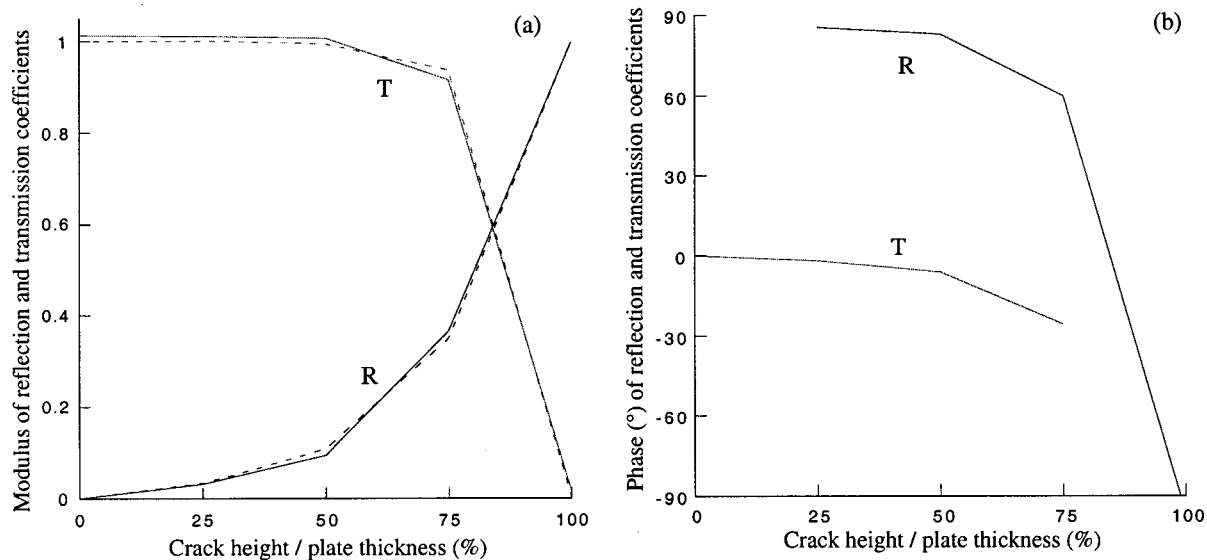 Modulus of reflection and transmission coefficients
(a)
1
0.8
0.6
0.4
0.2
0
T
R
0 25 50 75 100
Crack height / plate thickness (%)
Phase (°) of reflection and transmission coefficients
(b)
90
60
30
0
-30
-60
-90
R
T
0 25 50 75 100
Crack height / plate thickness (%)